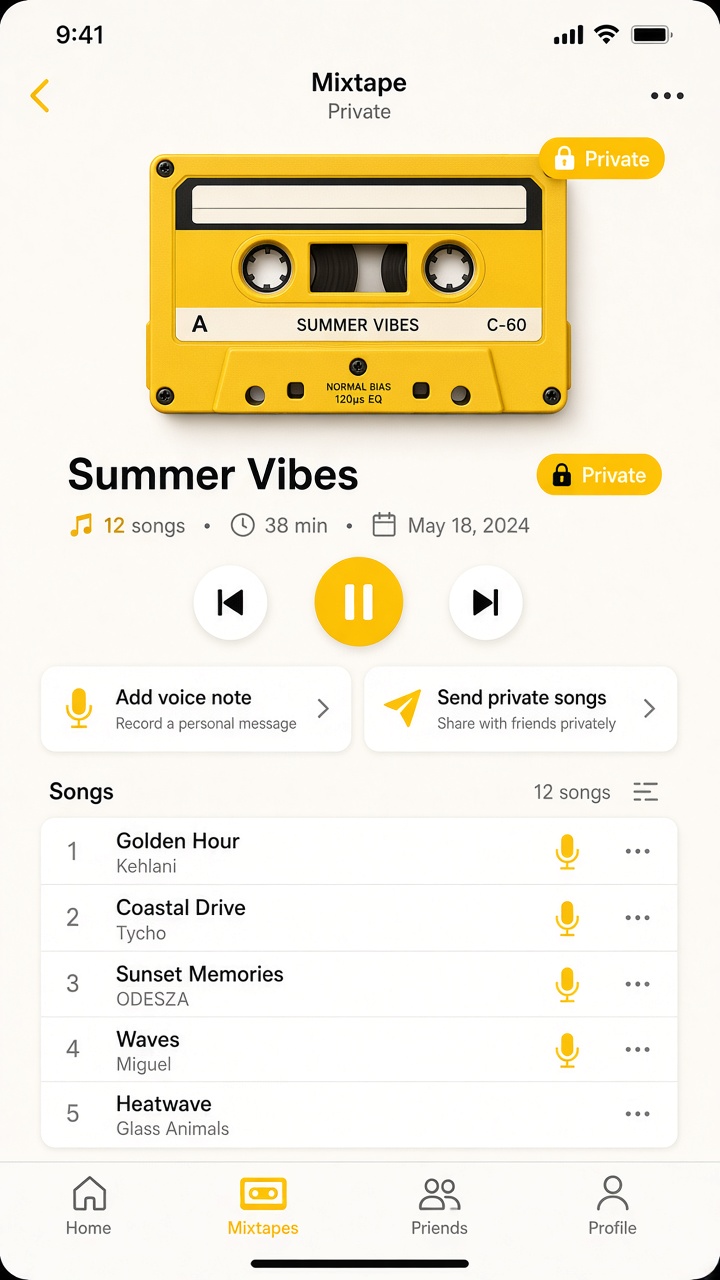 9:41
Mixtape
Private
Private
A SUMMER VIBES C-60
NORMAL BIAS
120µs EQ
Summer Vibes
Private
12 songs • 38 min • May 18, 2024
Add voice note
Record a personal message
Send private songs
Share with friends privately
Songs
12 songs
1 Golden Hour
Kehlani
2 Coastal Drive
Tycho
3 Sunset Memories
ODESZA
4 Waves
Miguel
5 Heatwave
Glass Animals
Home
Mixtapes
Priends
Profile